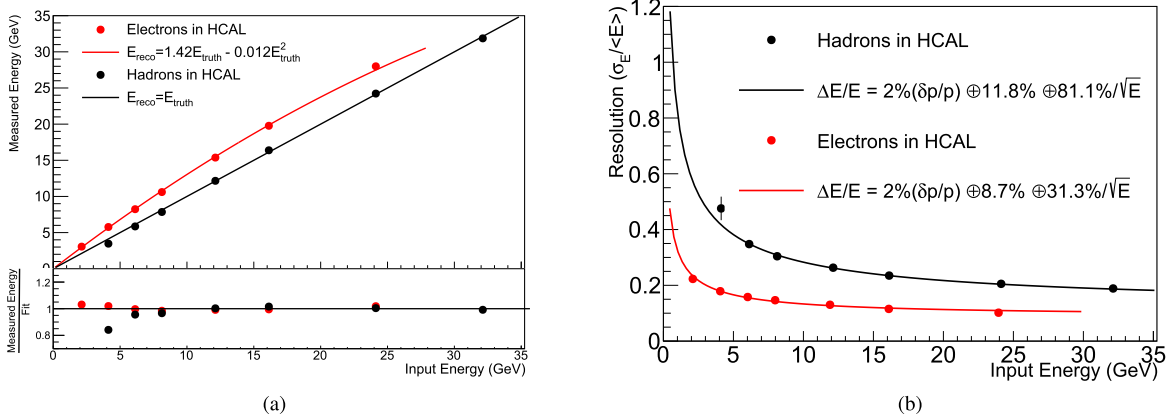 35
30
25
20
15
10
5
0
Measured Energy (GeV)
Electrons in HCAL
E_reco=1.42E_truth - 0.012E²_truth
Hadrons in HCAL
E_reco=E_truth
1.2
1
0.8
Measured Energy
Fit
0 5 10 15 20 25 30 35
Input Energy (GeV)
(a)
1.2
1
0.8
0.6
0.4
0.2
0
Resolution (σ_E/<E>)
Hadrons in HCAL
ΔE/E = 2%(δp/p) ⊕11.8% ⊕81.1%/√E
Electrons in HCAL
ΔE/E = 2%(δp/p) ⊕8.7% ⊕31.3%/√E
0 5 10 15 20 25 30 35
Input Energy (GeV)
(b)